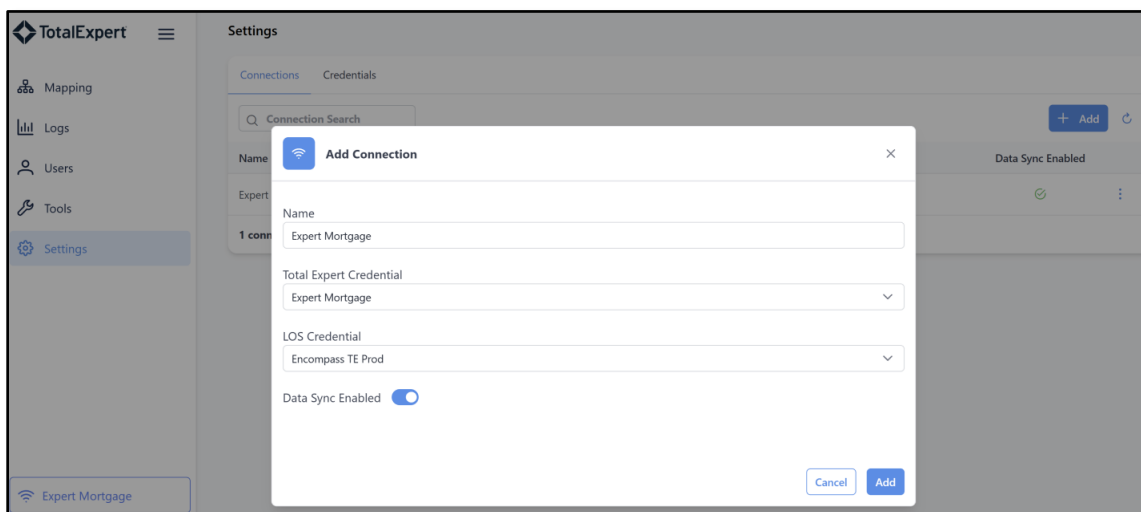 TotalExpert
Mapping
Logs
Users
Tools
Settings
Expert Mortgage
Settings
Connections Credentials
Connection Search
+ Add
Name Data Sync Enabled
Expert
1 conn
Add Connection
Name
Expert Mortgage
Total Expert Credential
Expert Mortgage
LOS Credential
Encompass TE Prod
Data Sync Enabled
Cancel Add